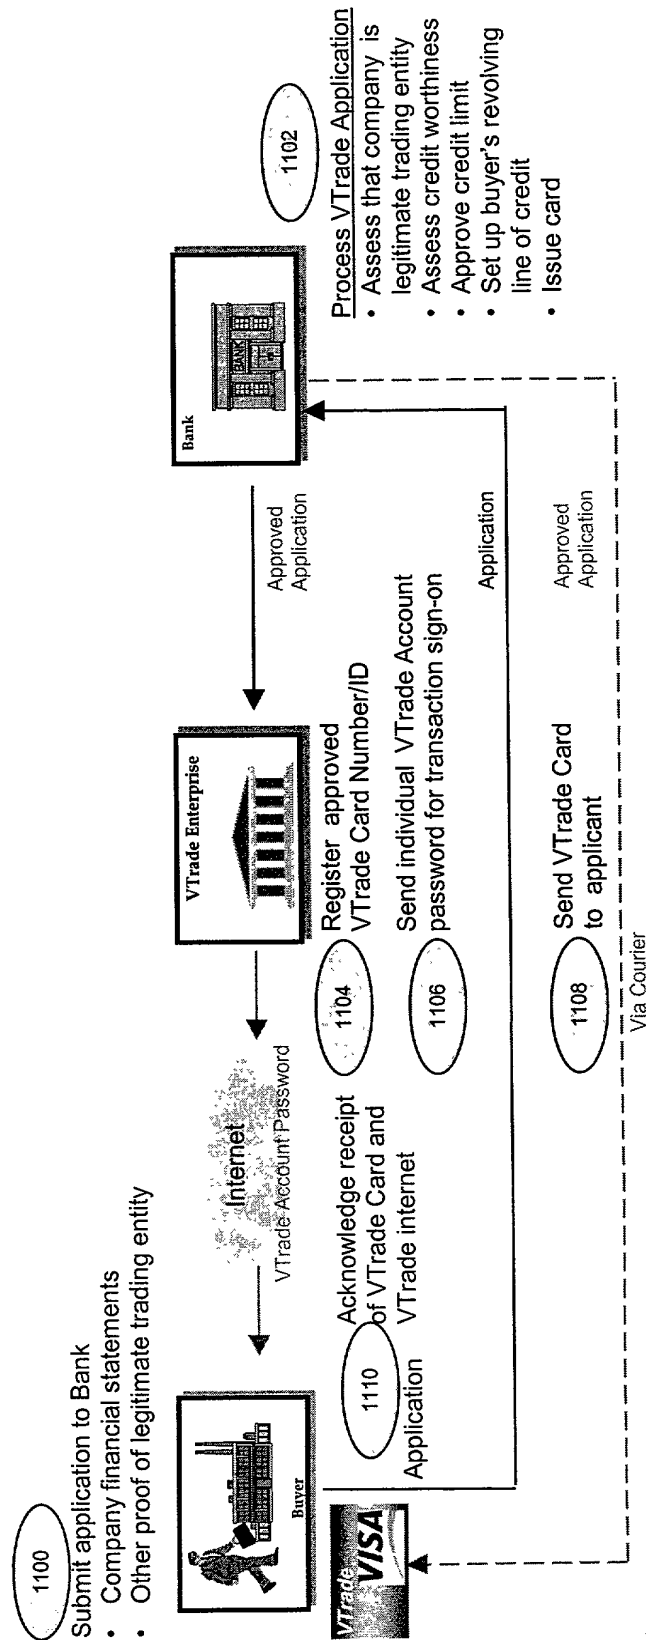 1100
Submit application to Bank
• Company financial statements
• Other proof of legitimate trading entity
Buyer
VTrade
VISA
Internet
VTrade Account Password
VTrade Enterprise
Approved
Application
Bank
BANK
1102
Process VTrade Application
• Assess that company is
legitimate trading entity
• Assess credit worthiness
• Approve credit limit
• Set up buyer's revolving
line of credit
• Issue card
1104
Register approved
VTrade Card Number/ID
1106
Send individual VTrade Account
password for transaction sign-on
1110
Acknowledge receipt
of VTrade Card and
VTrade internet
Application
Application
1108
Send VTrade Card
to applicant
Approved
Application
Via Courier